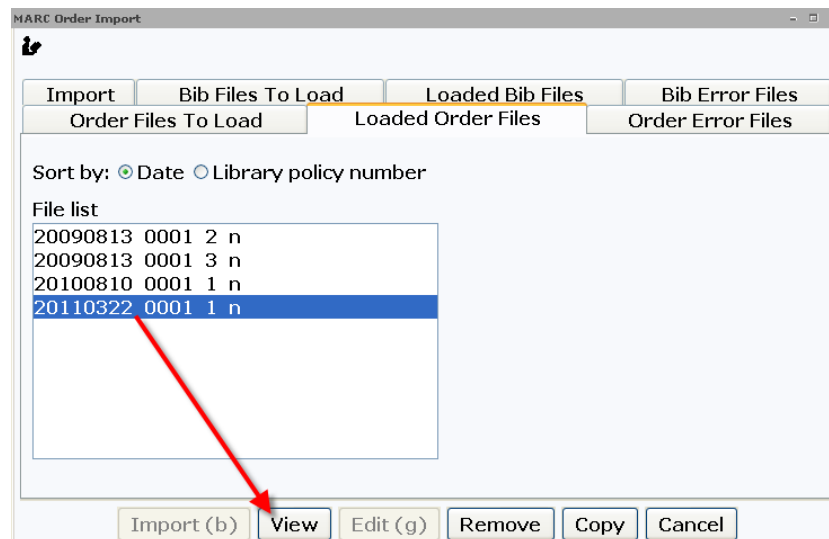 MARC Order Import
Import Bib Files To Load Loaded Bib Files Bib Error Files
Order Files To Load Loaded Order Files Order Error Files
Sort by: Date Library policy number
File list
20090813 0001 2 n
20090813 0001 3 n
20100810 0001 1 n
20110322 0001 1 n
Import (b) View Edit (g) Remove Copy Cancel